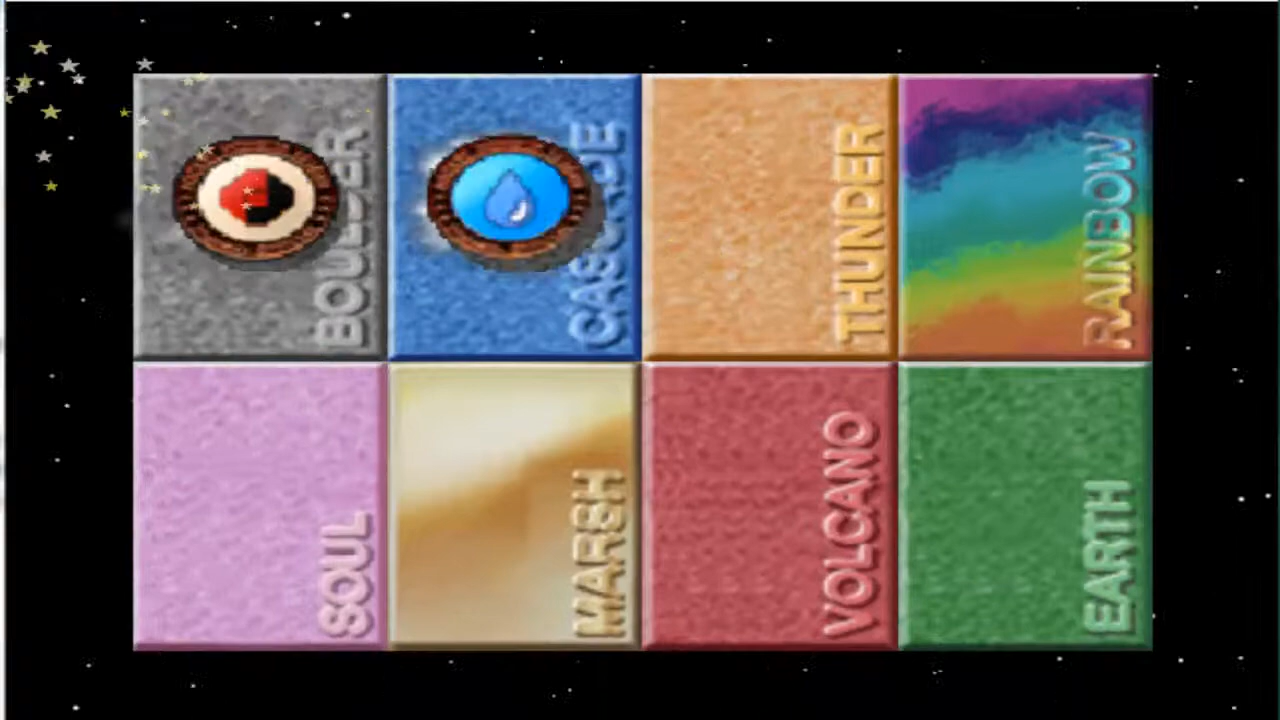 BOULDER
CASCADE
THUNDER
RAINBOW
SOUL
MARSH
VOLCANO
EARTH